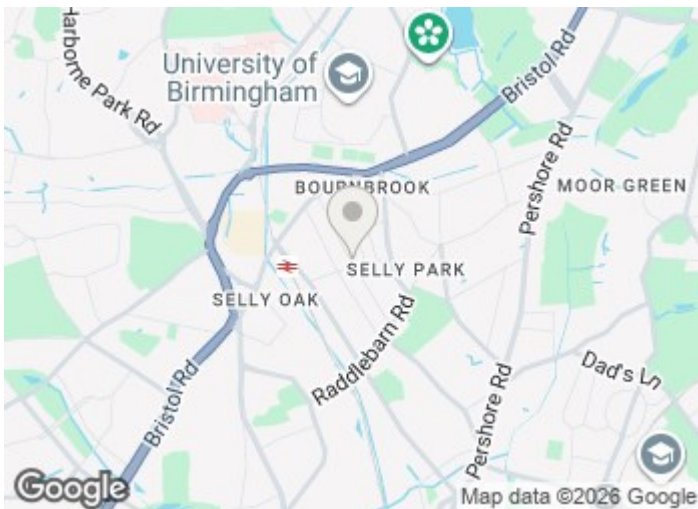 Harborne Park Rd
University of
Birmingham
Bristol Rd
Pershore Rd
BOURNBROOK
MOOR GREEN
SELLY PARK
SELLY OAK
Raddlebarn Rd
Dad's Ln
Bristol Rd
Pershore Rd
Google
Map data ©2026 Google